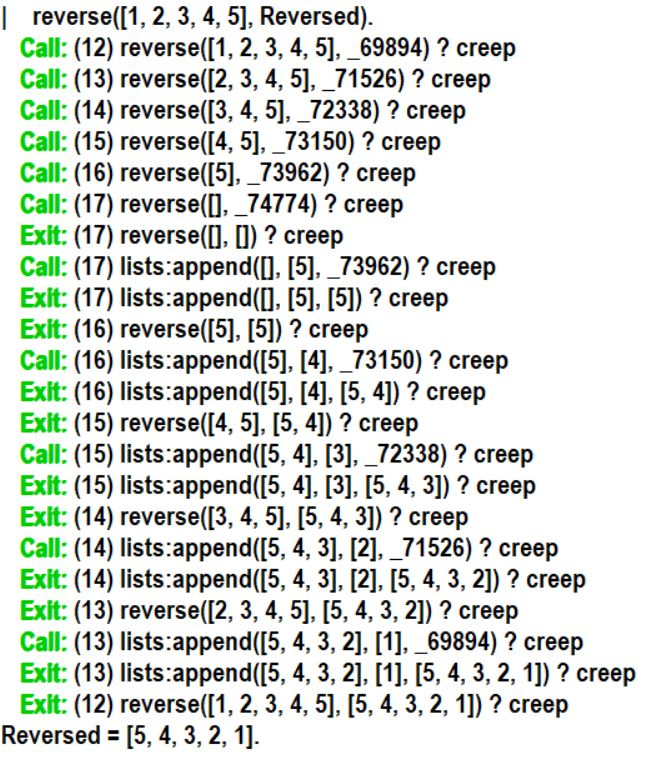 |    reverse([1, 2, 3, 4, 5], Reversed).
Call: (12) reverse([1, 2, 3, 4, 5], _69894) ? creep
Call: (13) reverse([2, 3, 4, 5], _71526) ? creep
Call: (14) reverse([3, 4, 5], _72338) ? creep
Call: (15) reverse([4, 5], _73150) ? creep
Call: (16) reverse([5], _73962) ? creep
Call: (17) reverse([], _74774) ? creep
Exit: (17) reverse([], []) ? creep
Call: (17) lists:append([], [5], _73962) ? creep
Exit: (17) lists:append([], [5], [5]) ? creep
Exit: (16) reverse([5], [5]) ? creep
Call: (16) lists:append([5], [4], _73150) ? creep
Exit: (16) lists:append([5], [4], [5, 4]) ? creep
Exit: (15) reverse([4, 5], [5, 4]) ? creep
Call: (15) lists:append([5, 4], [3], _72338) ? creep
Exit: (15) lists:append([5, 4], [3], [5, 4, 3]) ? creep
Exit: (14) reverse([3, 4, 5], [5, 4, 3]) ? creep
Call: (14) lists:append([5, 4, 3], [2], _71526) ? creep
Exit: (14) lists:append([5, 4, 3], [2], [5, 4, 3, 2]) ? creep
Exit: (13) reverse([2, 3, 4, 5], [5, 4, 3, 2]) ? creep
Call: (13) lists:append([5, 4, 3, 2], [1], _69894) ? creep
Exit: (13) lists:append([5, 4, 3, 2], [1], [5, 4, 3, 2, 1]) ? creep
Exit: (12) reverse([1, 2, 3, 4, 5], [5, 4, 3, 2, 1]) ? creep
Reversed = [5, 4, 3, 2, 1].